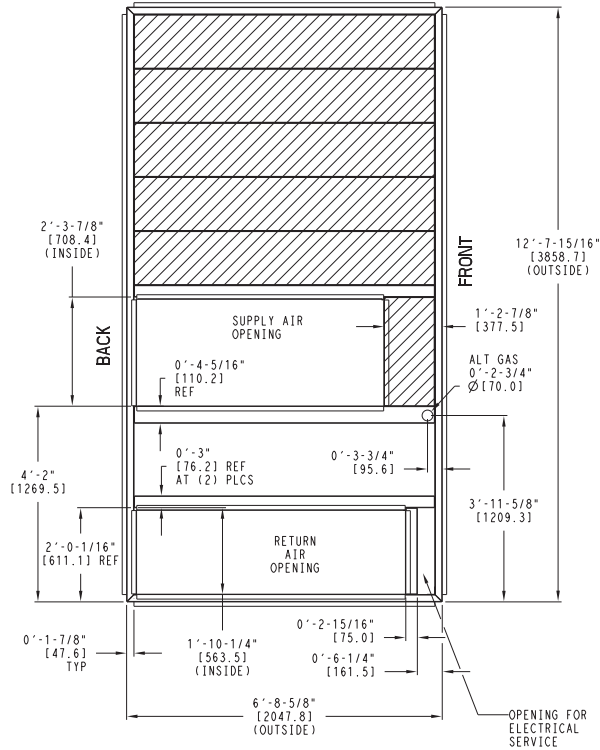 2'-3-7/8"
[708.4]
(INSIDE)
12'-7-15/16"
[3858.7]
(OUTSIDE)
FRONT
1'-2-7/8"
[377.5]
SUPPLY AIR
OPENING
BACK
0'-4-5/16"
[110.2]
REF
ALT GAS
0'-2-3/4"
Ø[70.0]
0'-3"
[76.2] REF
AT (2) PLCS
0'-3-3/4"
[95.6]
4'-2"
[1269.5]
3'-11-5/8"
[1209.3]
2'-0-1/16"
[611.1] REF
RETURN
AIR
OPENING
0'-1-7/8"
[47.6]
TYP
1'-10-1/4"
[563.5]
(INSIDE)
0'-2-15/16"
[75.0]
0'-6-1/4"
[161.5]
6'-8-5/8"
[2047.8]
(OUTSIDE)
OPENING FOR
ELECTRICAL
SERVICE